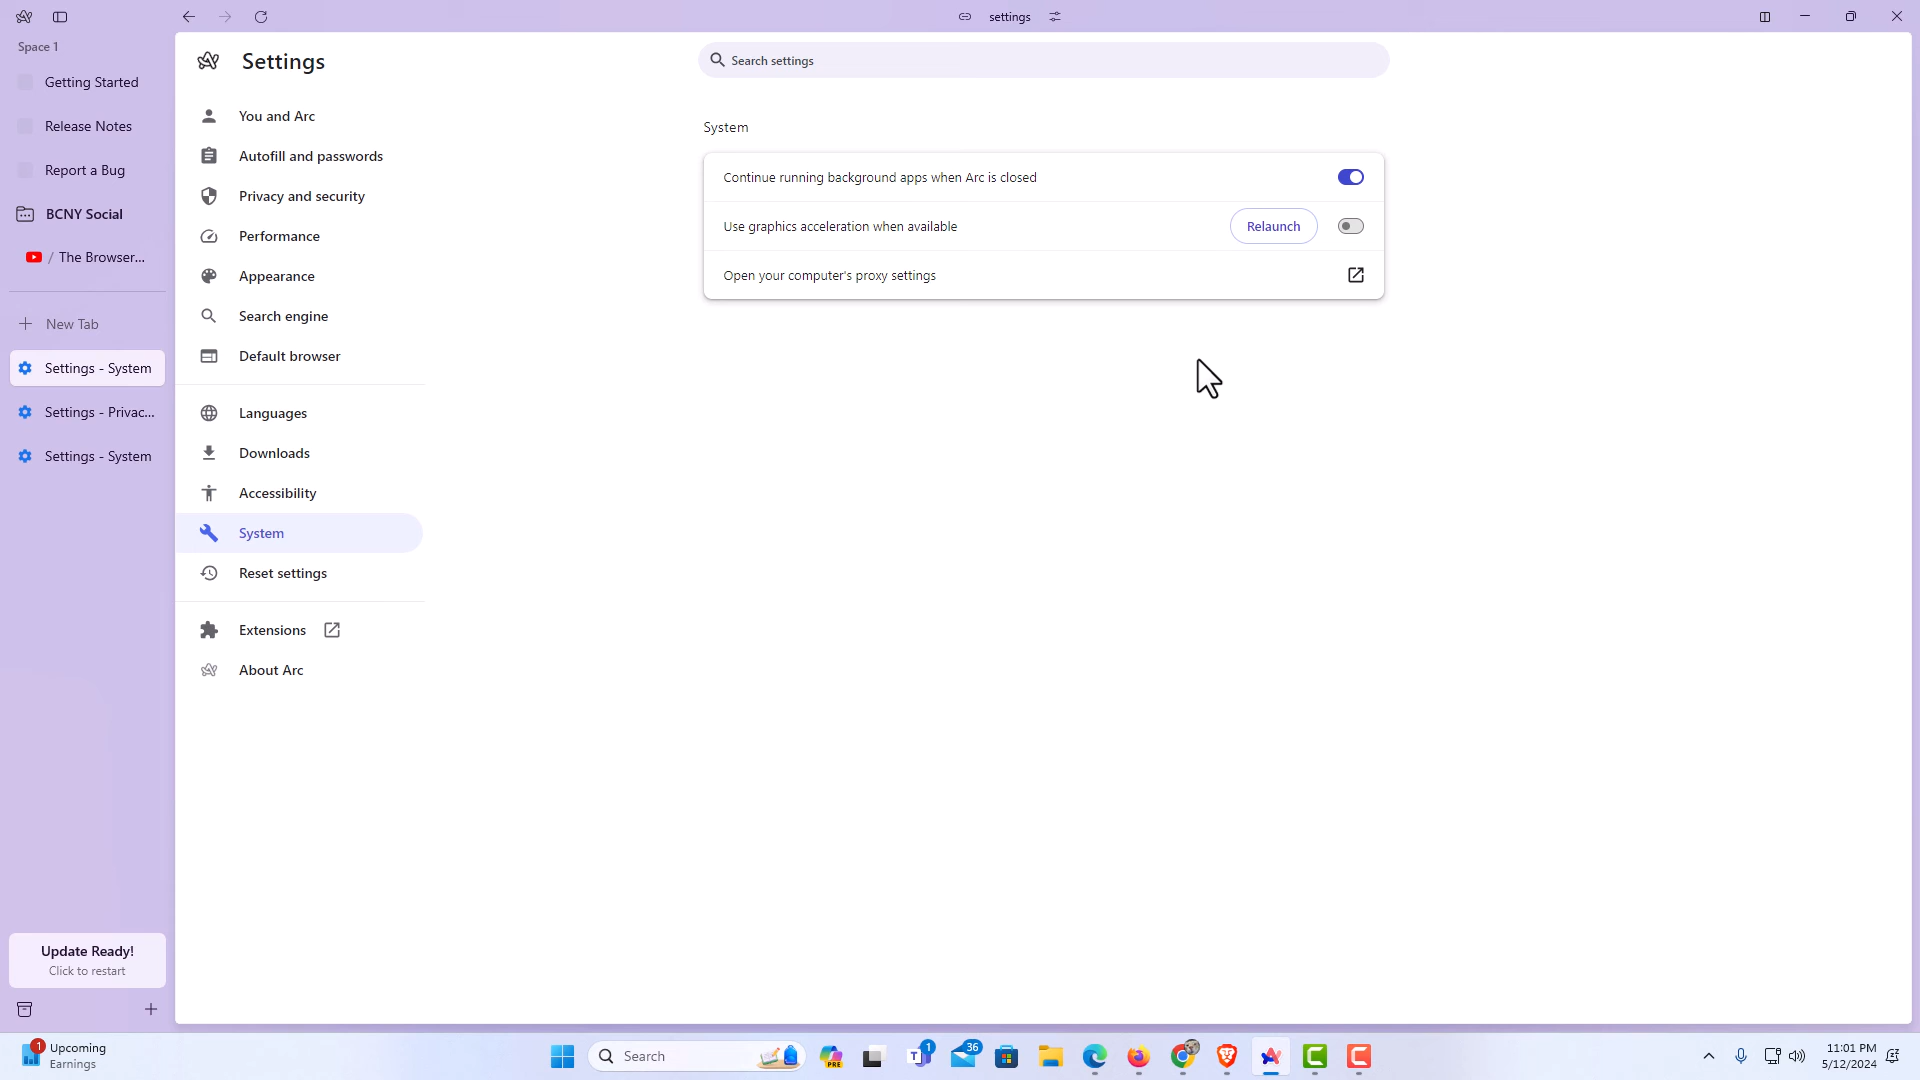 settings
Space 1
Getting Started
Release Notes
Report a Bug
BCNY Social
/ The Browser...
New Tab
Settings - System
Settings - Privac...
Settings - System
Update Ready!
Click to restart
Settings
You and Arc
Autofill and passwords
Privacy and security
Performance
Appearance
Search engine
Default browser
Languages
Downloads
Accessibility
System
Reset settings
Extensions
About Arc
Search settings
System
Continue running background apps when Arc is closed
Use graphics acceleration when available
Relaunch
Open your computer's proxy settings
1
Upcoming
Earnings
Search
PRE
T
1
36
11:01 PM
5/12/2024